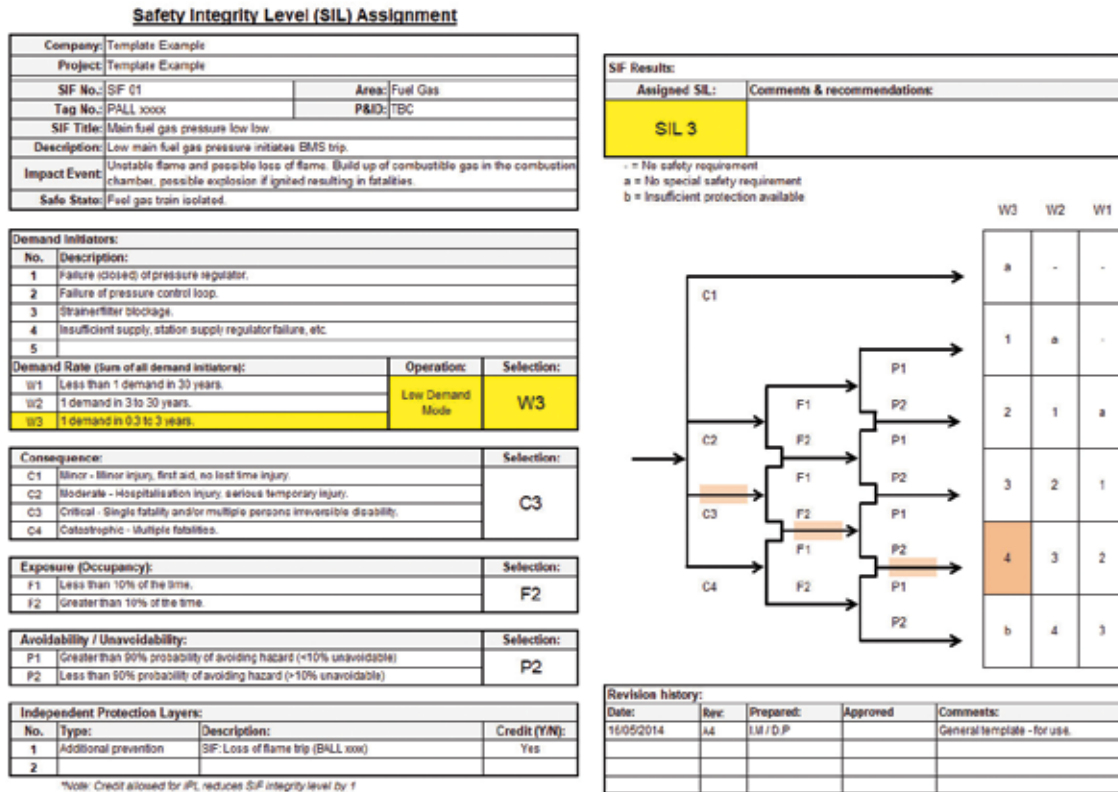 Safety Integrity Level (SIL) Assignment
Company: Template Example
Project: Template Example
SIF No.: SIF 01 Area: Fuel Gas
Tag No.: PALL xxxx P&ID: TBC
SIF Title: Main fuel gas pressure low low.
Description: Low main fuel gas pressure initiates BMS trip.
Impact Event: Unstable flame and possible loss of flame. Build up of combustible gas in the combustion
chamber, possible explosion if ignited resulting in fatalities.
Safe State: Fuel gas train isolated.
Demand Initiators:
No. Description:
1 Failure (closed) of pressure regulator.
2 Failure of pressure control loop.
3 Strainer/filter blockage.
4 Insufficient supply, station supply regulator failure, etc.
5
Demand Rate (Sum of all demand initiators): Operation: Selection:
W1 Less than 1 demand in 30 years.
W2 1 demand in 3 to 30 years.
W3 1 demand in 0.3 to 3 years.
Low Demand
Mode
W3
Consequence: Selection:
C1 Minor - Minor injury, first aid, no lost time injury.
C2 Moderate - Hospitalisation injury, serious temporary injury.
C3 Critical - Single fatality and/or multiple persons irreversible disability.
C4 Catastrophic - Multiple fatalities.
C3
Exposure (Occupancy): Selection:
F1 Less than 10% of the time.
F2 Greater than 10% of the time.
F2
Avoidability / Unavoidability: Selection:
P1 Greater than 90% probability of avoiding hazard (<10% unavoidable)
P2 Less than 90% probability of avoiding hazard (>10% unavoidable)
P2
Independent Protection Layers:
No. Type: Description: Credit (Y/N):
1 Additional prevention SIF: Loss of flame trip (BALL xxxx) Yes
2
*Note: Credit allowed for IPL reduces SIF integrity level by 1
SIF Results:
Assigned SIL: Comments & recommendations:
SIL 3
- = No safety requirement
a = No special safety requirement
b = Insufficient protection available
W3 W2 W1
C1 a - -
P1 1 a -
F1 P2 2 1 a
C2 F2 P1
F1 P2 3 2 1
C3 F2 P1
F1 P2 4 3 2
C4 F2 P1
P2 b 4 3
Revision history:
Date: Rev: Prepared: Approved Comments:
16/05/2014 A4 I.M / D.P General template - for use.